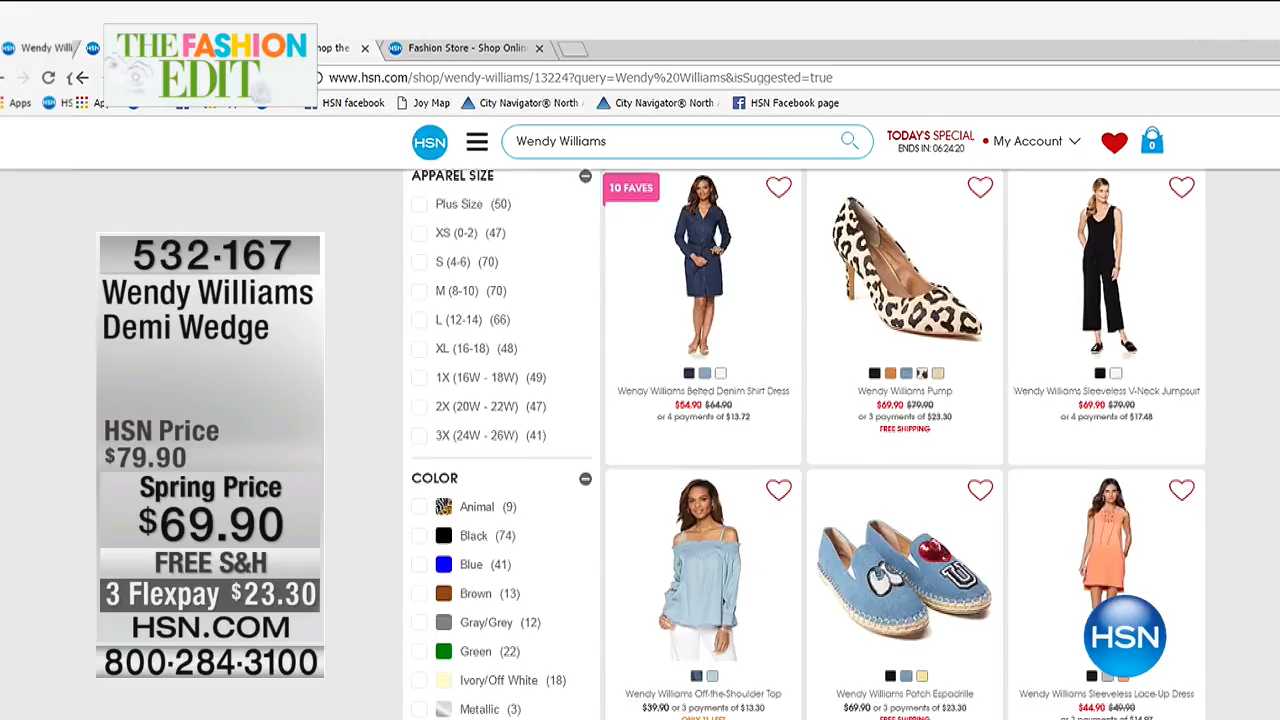 Wendy Willi
hop the
Fashion Store - Shop Onlin
THE FASHION
EDIT
www.hsn.com/shop/wendy-williams/13224?query=Wendy%20Williams&isSuggested=true
Apps
HS
Ap
HSN facebook
Joy Map
City Navigator® North
City Navigator® North
HSN Facebook page
HSN
Wendy Williams
TODAY'S SPECIAL
ENDS IN: 06:24:20
My Account
0
532·167
Wendy Williams
Demi Wedge
HSN Price
$79.90
Spring Price
$69.90
FREE S&H
3 Flexpay $23.30
HSN.COM
800·284·3100
APPAREL SIZE
Plus Size (50)
XS (0-2) (47)
S (4-6) (70)
M (8-10) (70)
L (12-14) (66)
XL (16-18) (48)
1X (16W - 18W) (49)
2X (20W - 22W) (47)
3X (24W - 26W) (41)
COLOR
Animal (9)
Black (74)
Blue (41)
Brown (13)
Gray/Grey (12)
Green (22)
Ivory/Off White (18)
Metallic (3)
10 FAVES
Wendy Williams Belted Denim Shirt Dress
$54.90 $64.90
or 4 payments of $13.72
Wendy Williams Pump
$69.90 $79.90
or 3 payments of $23.30
FREE SHIPPING
Wendy Williams Sleeveless V-Neck Jumpsuit
$69.90 $79.90
or 4 payments of $17.48
Wendy Williams Off-the-Shoulder Top
$39.90 or 3 payments of $13.30
ONLY 11 LEFT
U
Wendy Williams Patch Espadrille
$69.90 or 3 payments of $23.30
FREE SHIPPING
Wendy Williams Sleeveless Lace-Up Dress
$44.90 $49.90
HSN